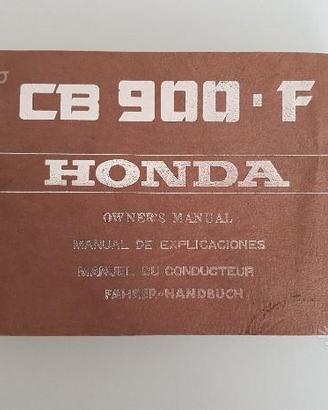 CB 900·F
HONDA
OWNER'S MANUAL
MANUAL DE EXPLICACIONES
MANUEL DU CONDUCTEUR
FAHRER-HANDBUCH